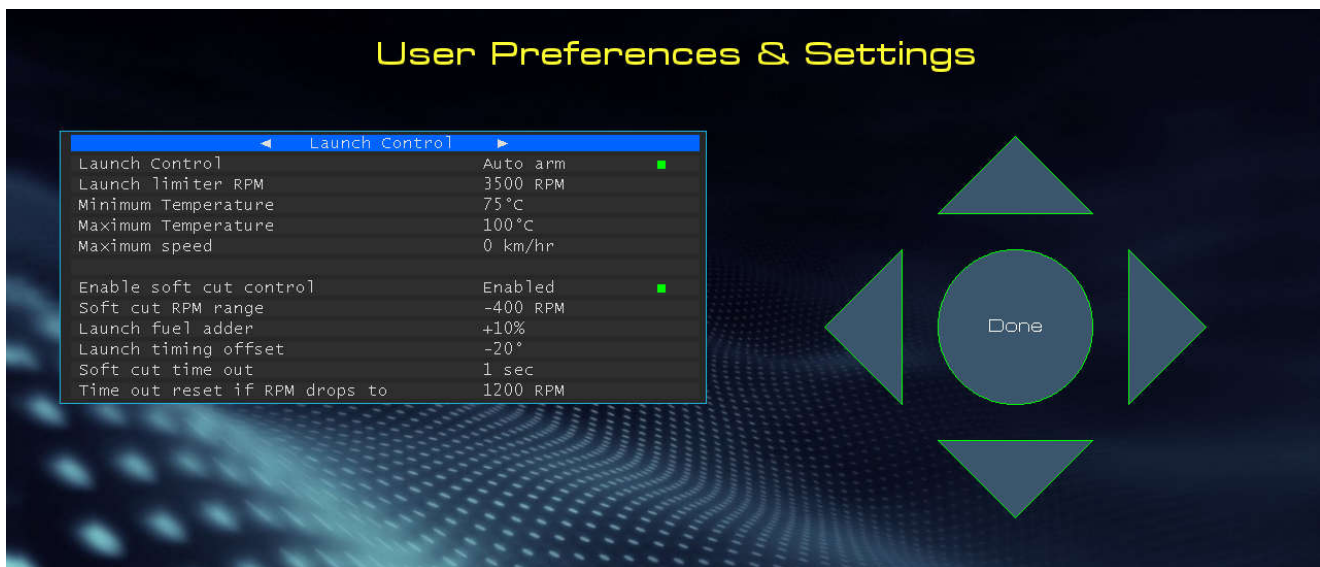 User Preferences & Settings
◄ Launch Control ►
Launch Control Auto arm
Launch limiter RPM 3500 RPM
Minimum Temperature 75°c
Maximum Temperature 100°c
Maximum speed 0 km/hr
Enable soft cut control Enabled
Soft cut RPM range -400 RPM
Launch fuel adder +10%
Launch timing offset -20°
Soft cut time out 1 sec
Time out reset if RPM drops to 1200 RPM
Done